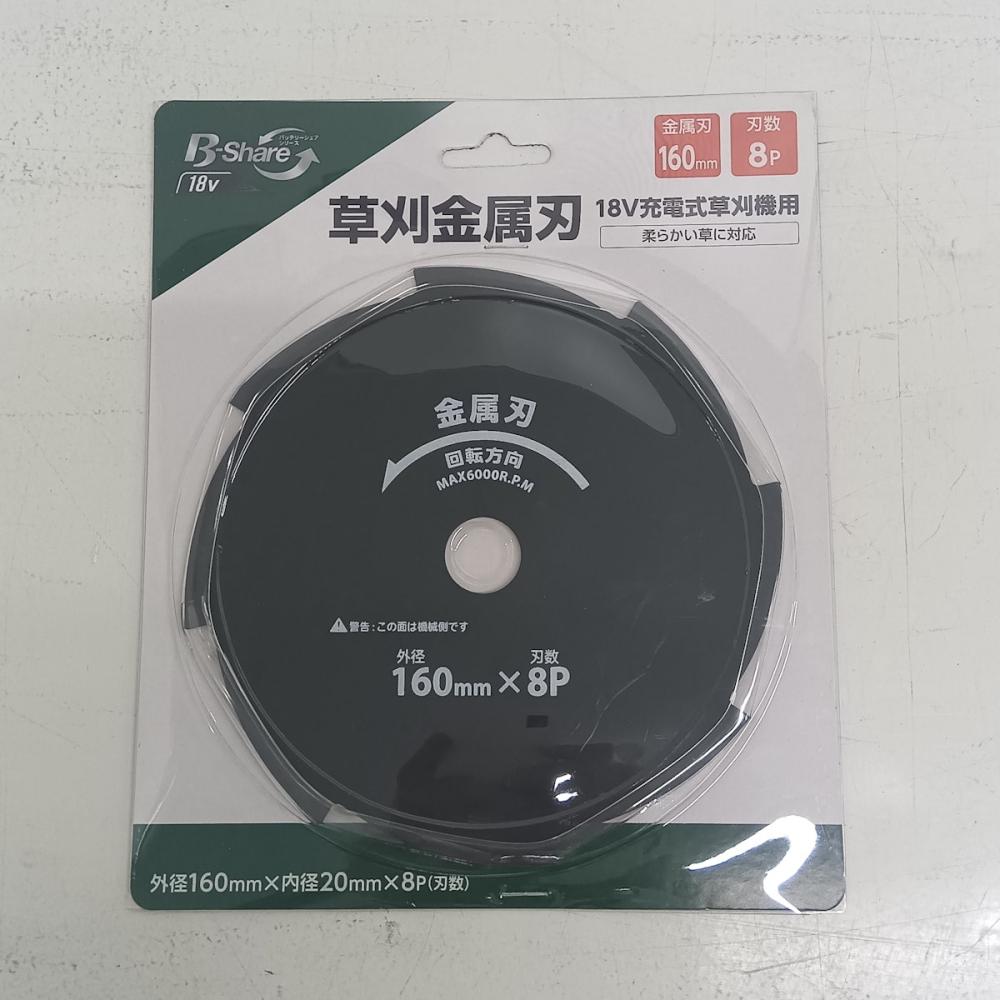 B-Share
バッテリーシェア
シリーズ
18v
金属刃
160mm
刃数
8P
草刈金属刃
18V充電式草刈機用
柔らかい草に対応
金属刃
回転方向
MAX6000R.P.M
警告:この面は機械側です
外径 刃数
160mm×8P
外径160mm×内径20mm×8P(刃数)